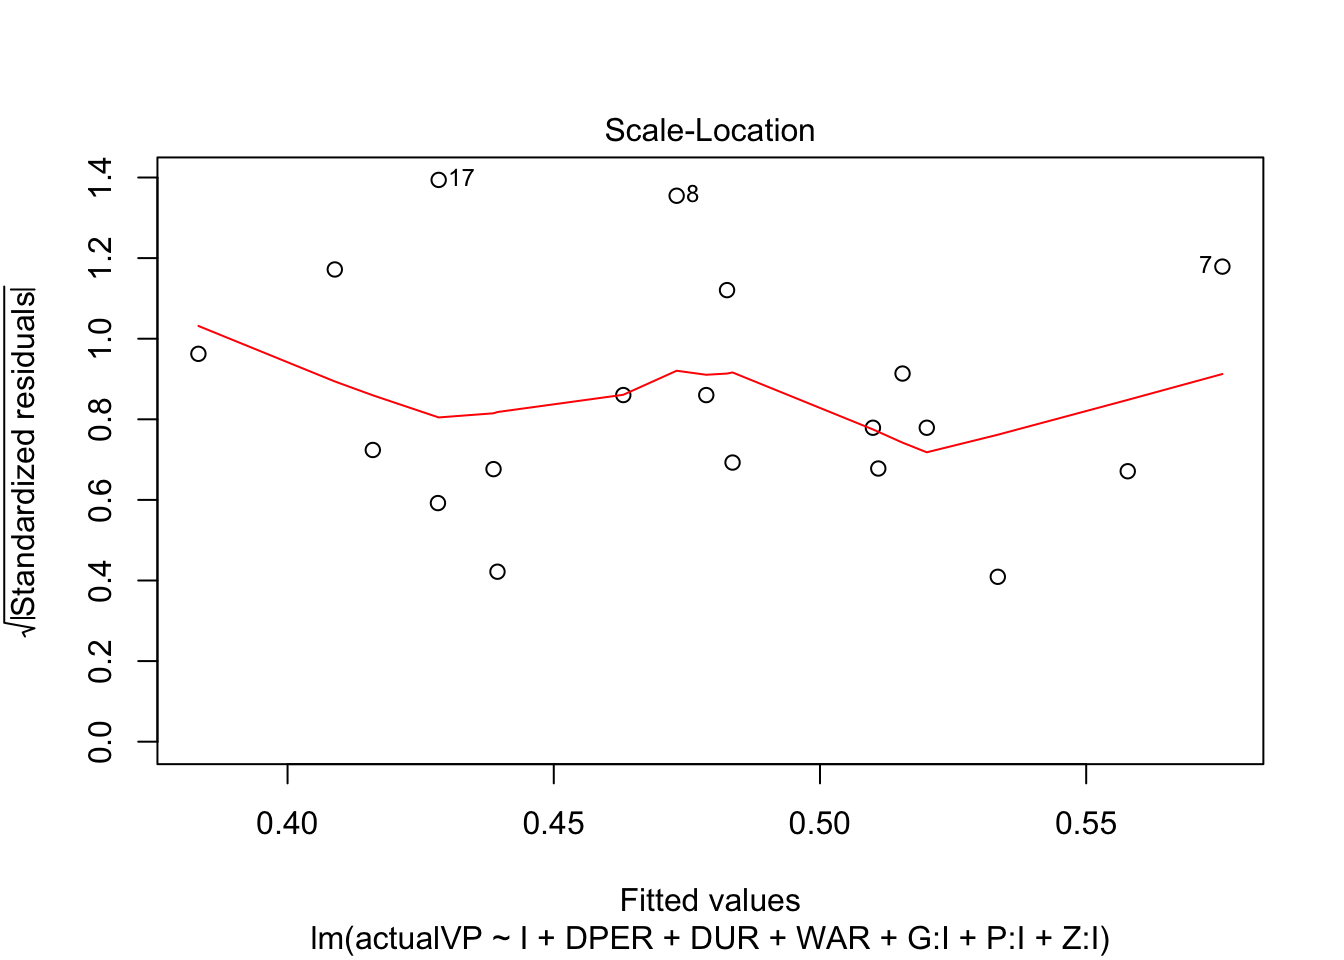 Scale-Location
√|Standardized residuals|
1.4
1.2
1.0
0.8
0.6
0.4
0.2
0.0
17
8
7
0.40 0.45 0.50 0.55
Fitted values
lm(actualVP ~ I + DPER + DUR + WAR + G:I + P:I + Z:I)